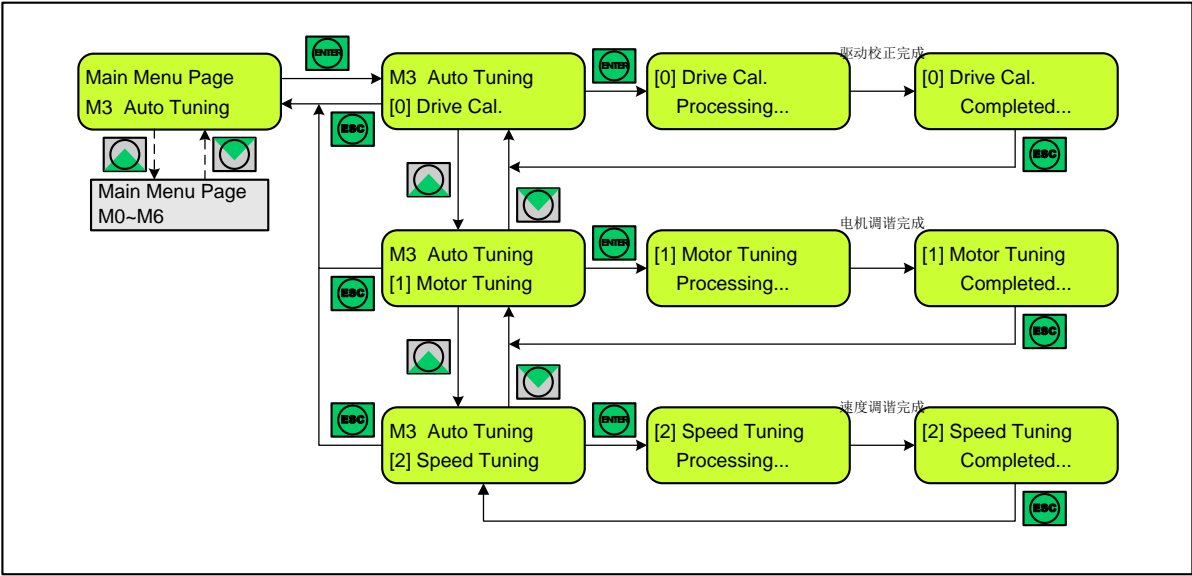 ENTER
Main Menu Page
M3 Auto Tuning
ESC
Main Menu Page
M0~M6
M3 Auto Tuning
[0] Drive Cal.
ENTER
[0] Drive Cal.
Processing...
驱动校正完成
[0] Drive Cal.
Completed...
ESC
M3 Auto Tuning
[1] Motor Tuning
ESC
ENTER
[1] Motor Tuning
Processing...
电机调谐完成
[1] Motor Tuning
Completed...
ESC
M3 Auto Tuning
[2] Speed Tuning
ESC
ENTER
[2] Speed Tuning
Processing...
速度调谐完成
[2] Speed Tuning
Completed...
ESC